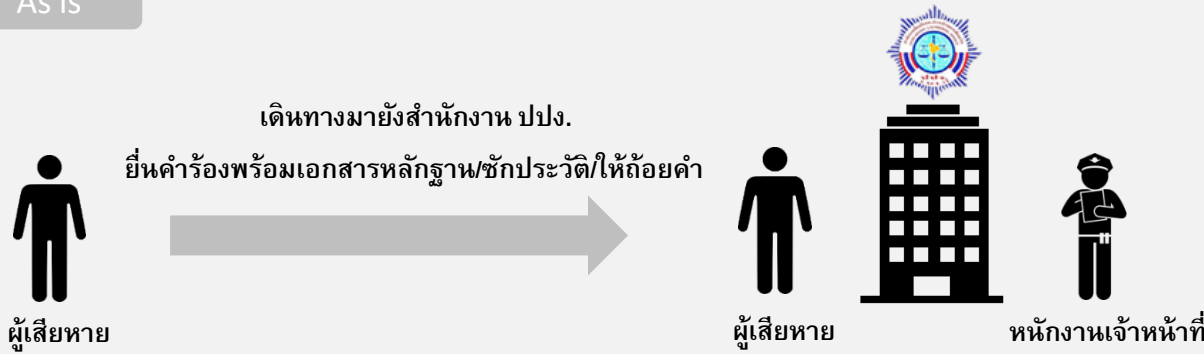 As is
เดินทางมายังสำนักงาน ปปง.
ยื่นคำร้องพร้อมเอกสารหลักฐาน/ซักประวัติ/ให้ถ้อยคำ
ผู้เสียหาย
ผู้เสียหาย
หนักงานเจ้าหน้าที่